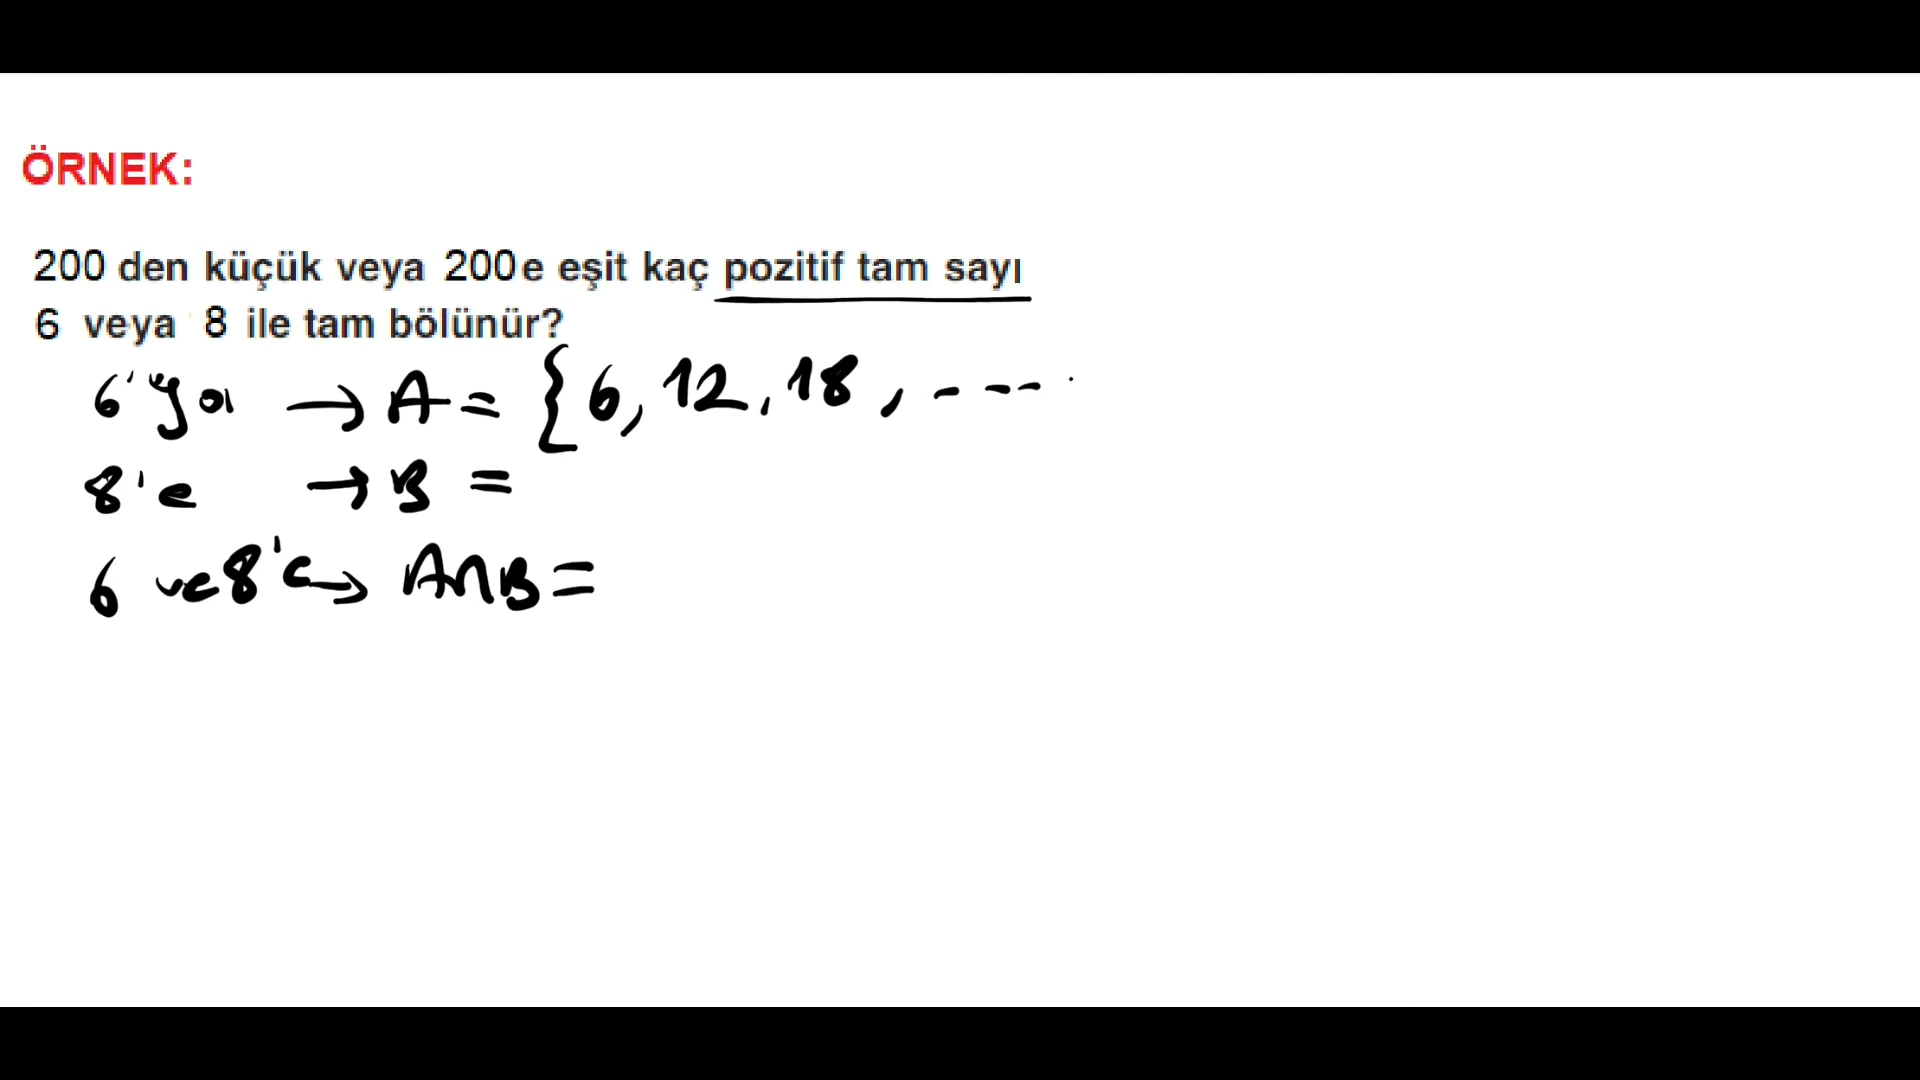 ÖRNEK:
200 den küçük veya 200 e eşit kaç pozitif tam sayı
6 veya 8 ile tam bölünür?
6'ya → A = {6, 12, 18, - - - -
8'e → B =
6 ve 8'e → A∩B =